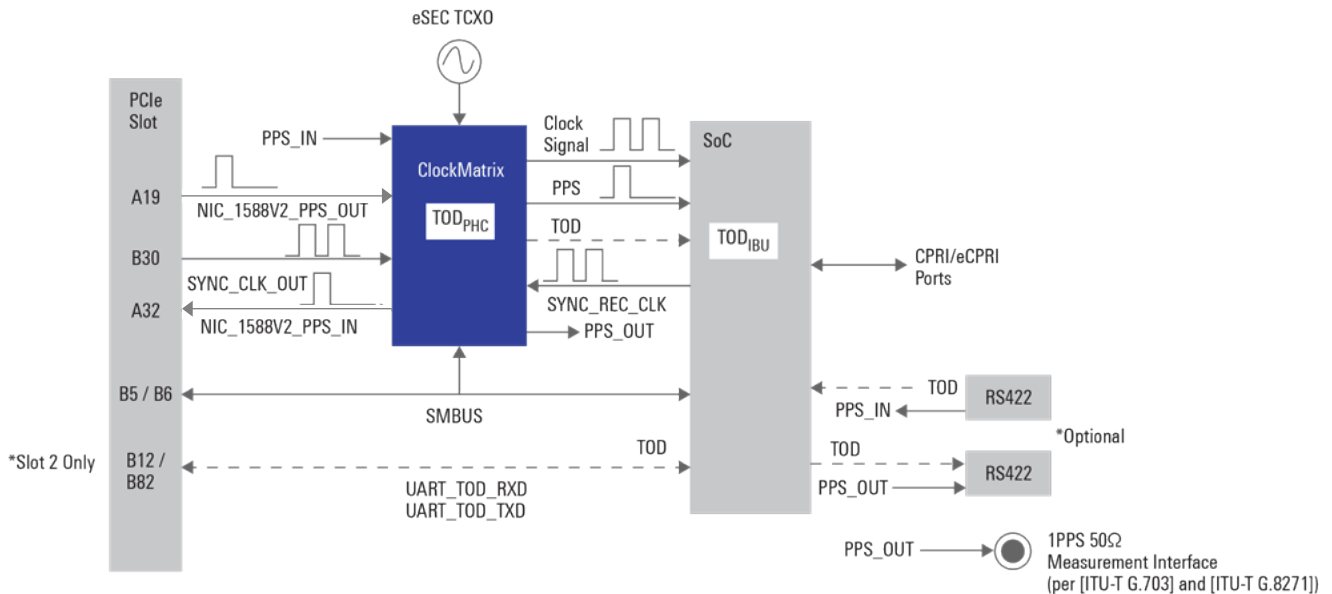 eSEC TCXO
PCIe
Slot
PPS_IN
Clock
Signal
SoC
ClockMatrix
A19
NIC_1588V2_PPS_OUT
TODPHC
PPS
TOD
TODIBU
B30
SYNC_CLK_OUT
SYNC_REC_CLK
CPRI/eCPRI
Ports
A32
NIC_1588V2_PPS_IN
PPS_OUT
B5 / B6
SMBUS
TOD
PPS_IN
RS422
*Optional
*Slot 2 Only
B12 /
B82
TOD
UART_TOD_RXD
UART_TOD_TXD
TOD
PPS_OUT
RS422
PPS_OUT
1PPS 50Ω
Measurement Interface
(per [ITU-T G.703] and [ITU-T G.8271])